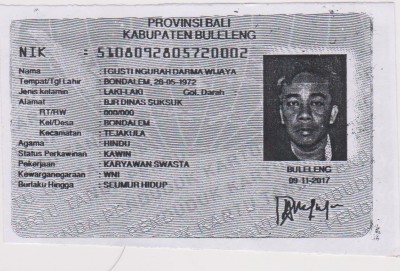 PROVINSI BALI
KABUPATEN BULELENG
NIK : 5108092805720002
Nama : I GUSTI NGURAH DARMA WIJAYA
Tempat/Tgl Lahir : BONDALEM, 28-05-1972
Jenis kelamin : LAKI-LAKI Gol. Darah :
Alamat : BJR DINAS SUKSUK
RT/RW : 000/000
Kel/Desa : BONDALEM
Kecamatan : TEJAKULA
Agama : HINDU
Status Perkawinan : KAWIN
Pekerjaan : KARYAWAN SWASTA
Kewarganegaraan : WNI
Berlaku Hingga : SEUMUR HIDUP
BULELENG
09-11-2017